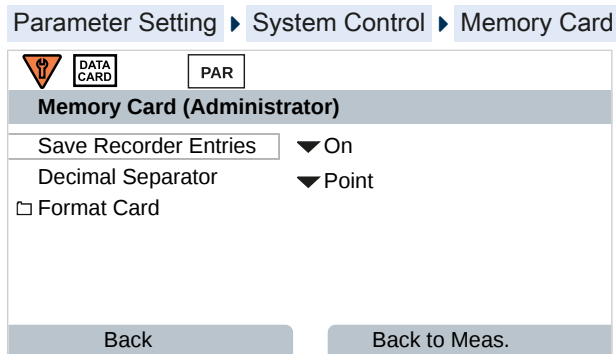 Parameter Setting ▸ System Control ▸ Memory Card
DATA CARD PAR
Memory Card (Administrator)
Save Recorder Entries On
Decimal Separator Point
Format Card
Back Back to Meas.